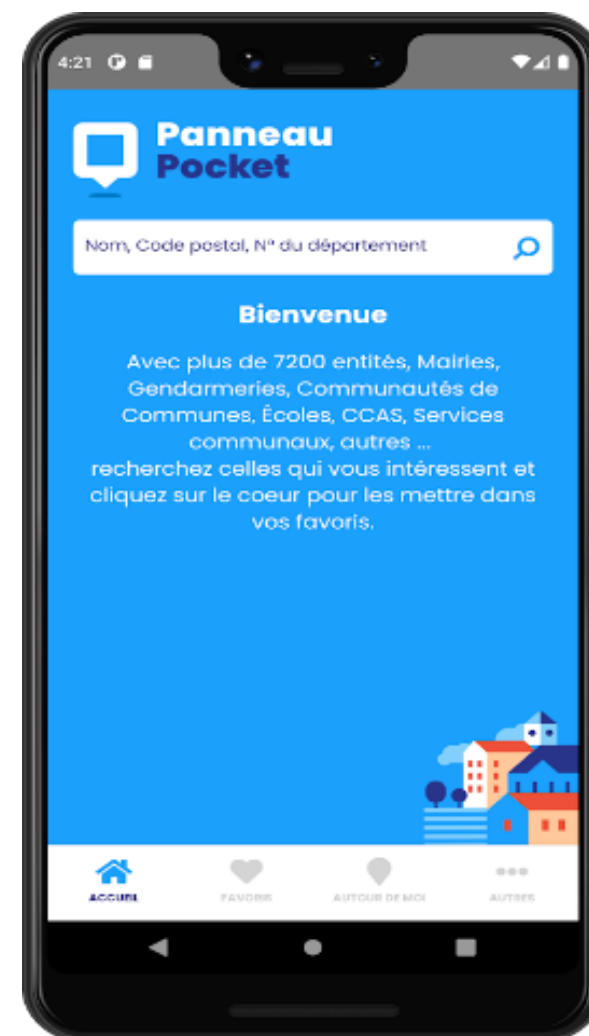 4:21
Panneau
Pocket
Nom, Code postal, N° du département
Bienvenue
Avec plus de 7200 entités, Mairies,
Gendarmeries, Communautés de
Communes, Écoles, CCAS, Services
communaux, autres ...
recherchez celles qui vous intéressent et
cliquez sur le coeur pour les mettre dans
vos favoris.
ACCUEIL FAVORIS AUTOUR DE MOI AUTRES